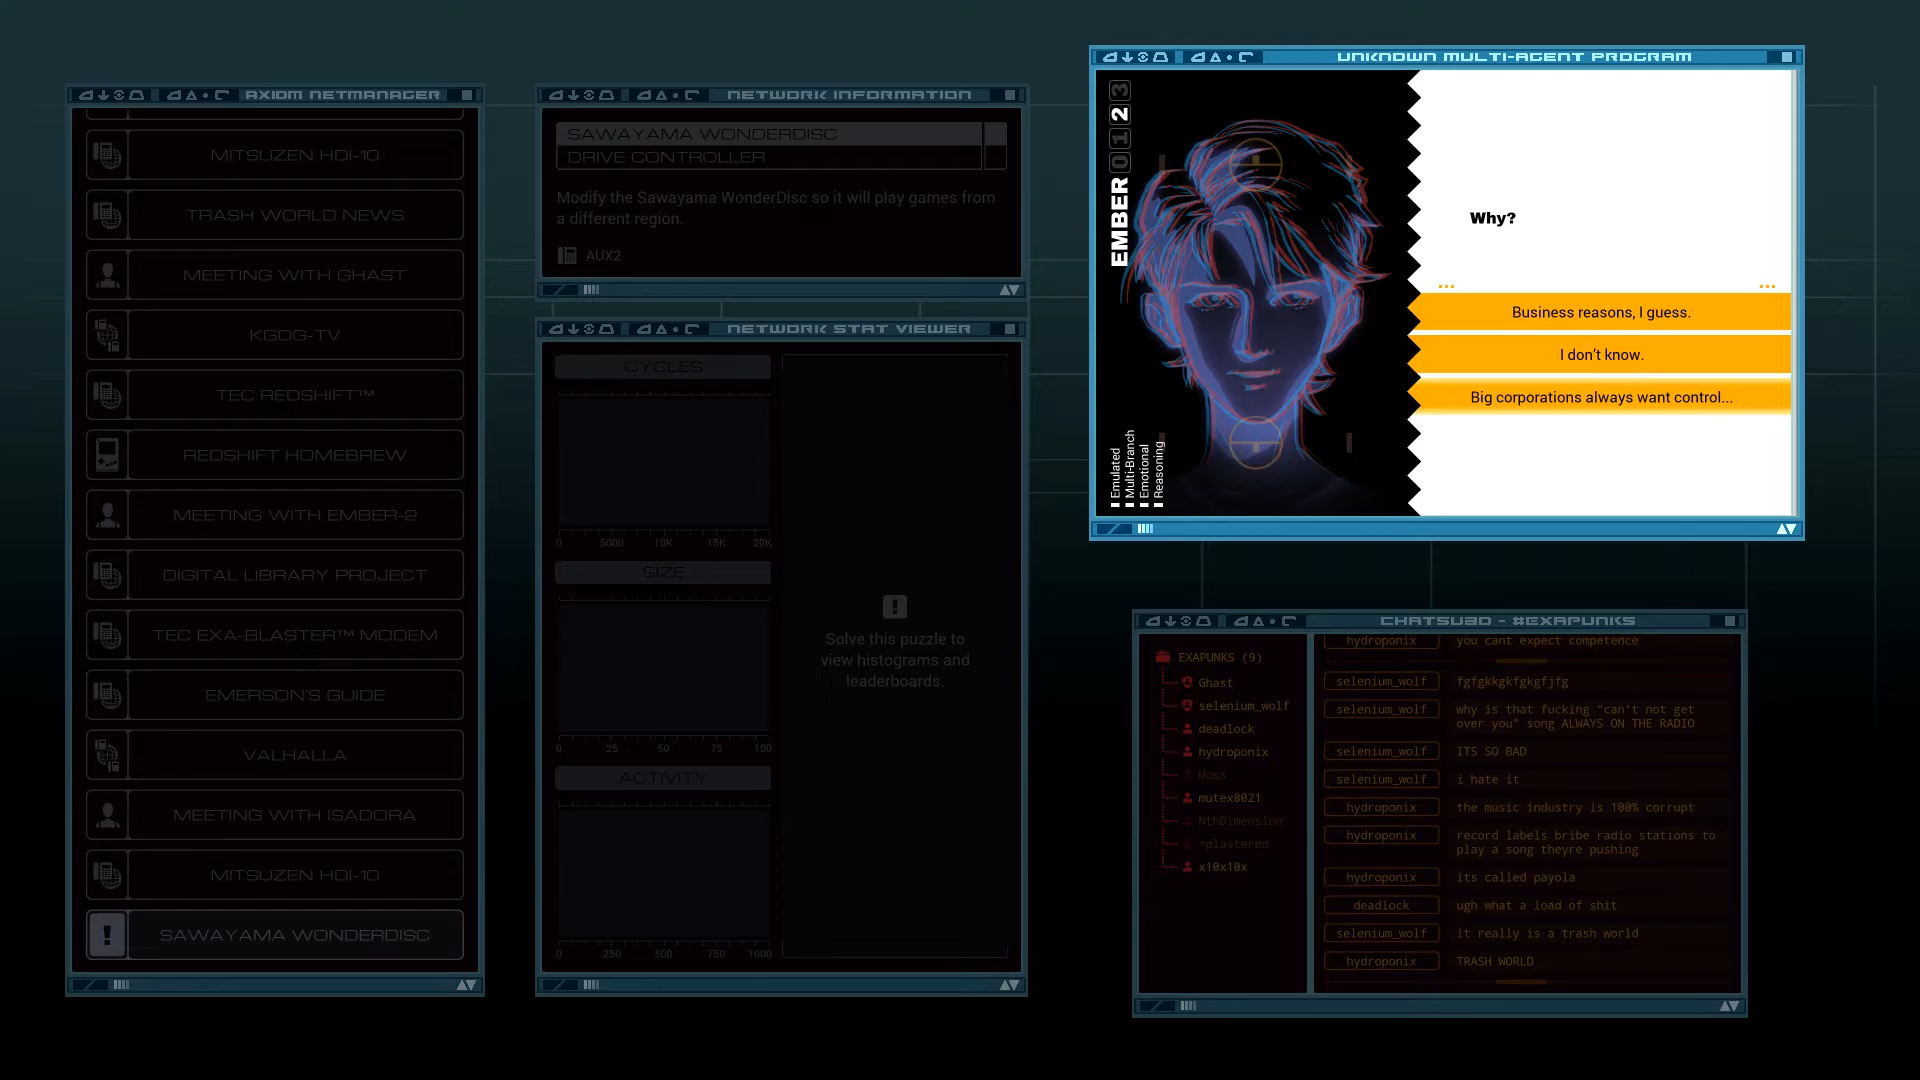 AXIOM NETMANAGER
MITSUZEN HDI-10
TRASH WORLD NEWS
MEETING WITH GHAST
KGOG-TV
TEC REDSHIFT™
REDSHIFT HOMEBREW
MEETING WITH EMBER-2
DIGITAL LIBRARY PROJECT
TEC EXA-BLASTER™ MODEM
EMERSON'S GUIDE
VALHALLA
MEETING WITH ISADORA
MITSUZEN HDI-10
SAWAYAMA WONDERDISC
NETWORK INFORMATION
SAWAYAMA WONDERDISC
DRIVE CONTROLLER
Modify the Sawayama WonderDisc so it will play games from
a different region.
AUX2
NETWORK STAT VIEWER
CYCLES
0 5000 10K 15K 20K
SIZE
0 25 50 75 100
ACTIVITY
0 250 500 750 1000
Solve this puzzle to
view histograms and
leaderboards.
UNKNOWN MULTI-AGENT PROGRAM
EMBER 0 1 2 3
Emulated
Multi-Branch
Emotional
Reasoning
Why?
Business reasons, I guess.
I don't know.
Big corporations always want control...
CHATSUBO - #EXAPUNKS
EXAPUNKS (9)
Ghast
selenium_wolf
deadlock
hydroponix
Moss
mutex8021
NthDimension
=plastered
x10x10x
hydroponix you cant expect competence
selenium_wolf fgfgkkgkfgkgfjfg
selenium_wolf why is that fucking "can't not get
over you" song ALWAYS ON THE RADIO
selenium_wolf ITS SO BAD
selenium_wolf i hate it
hydroponix the music industry is 100% corrupt
hydroponix record labels bribe radio stations to
play a song theyre pushing
hydroponix its called payola
deadlock ugh what a load of shit
selenium_wolf it really is a trash world
hydroponix TRASH WORLD